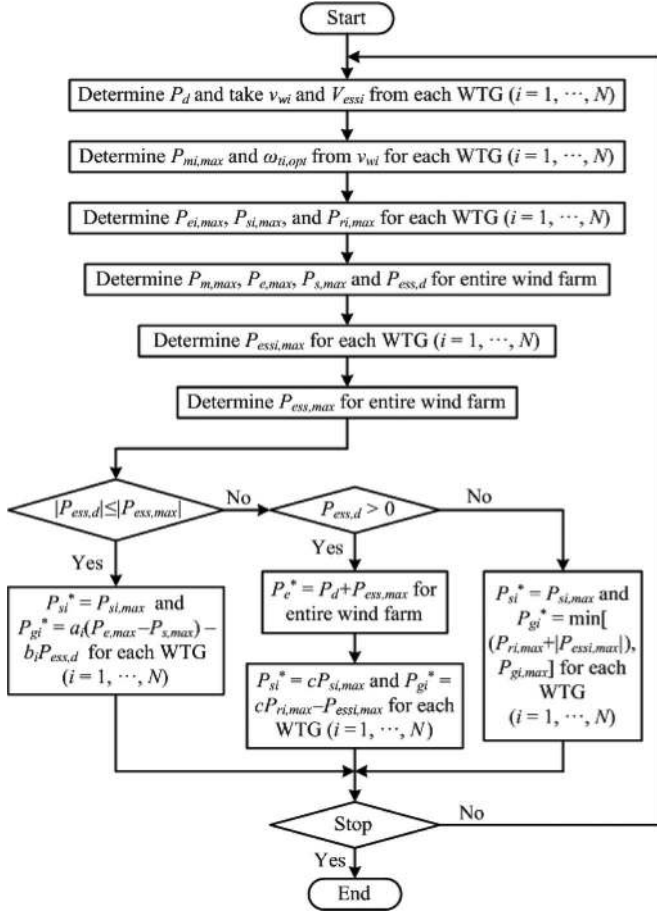 Start
Determine P_d and take v_wi and V_essi from each WTG (i = 1, ···, N)
Determine P_mi,max and ω_ti,opt from v_wi for each WTG (i = 1, ···, N)
Determine P_ei,max, P_si,max, and P_ri,max for each WTG (i = 1, ···, N)
Determine P_m,max, P_e,max, P_s,max and P_ess,d for entire wind farm
Determine P_essi,max for each WTG (i = 1, ···, N)
Determine P_ess,max for entire wind farm
|P_ess,d|≤|P_ess,max|
No
Yes
P_ess,d > 0
No
Yes
P_si* = P_si,max and
P_gi* = a_i(P_e,max−P_s,max) −
b_iP_ess,d for each WTG
(i = 1, ···, N)
P_e* = P_d+P_ess,max for
entire wind farm
P_si* = cP_si,max and P_gi* =
cP_ri,max−P_essi,max for each
WTG (i = 1, ···, N)
P_si* = P_si,max and
P_gi* = min[
(P_ri,max+|P_essi,max|),
P_gi,max] for each
WTG
(i = 1, ···, N)
Stop
No
Yes
End